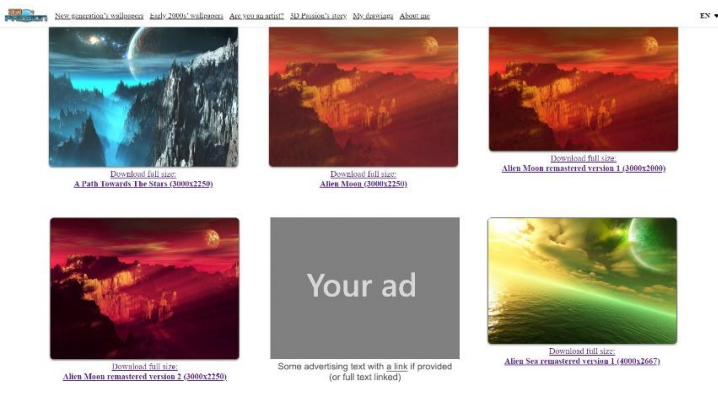 New generation's wallpapers Early 2000s' wallpapers Are you an artist? 3D Passion's story My drawings About me EN
Download full size:
A Path Towards The Stars (3000x2250)
Download full size:
Alien Moon (3000x2250)
Download full size:
Alien Moon remastered version 1 (3000x2000)
Download full size:
Alien Moon remastered version 2 (3000x2250)
Your ad
Some advertising text with a link if provided
(or full text linked)
Download full size:
Alien Sea remastered version 1 (4000x2667)